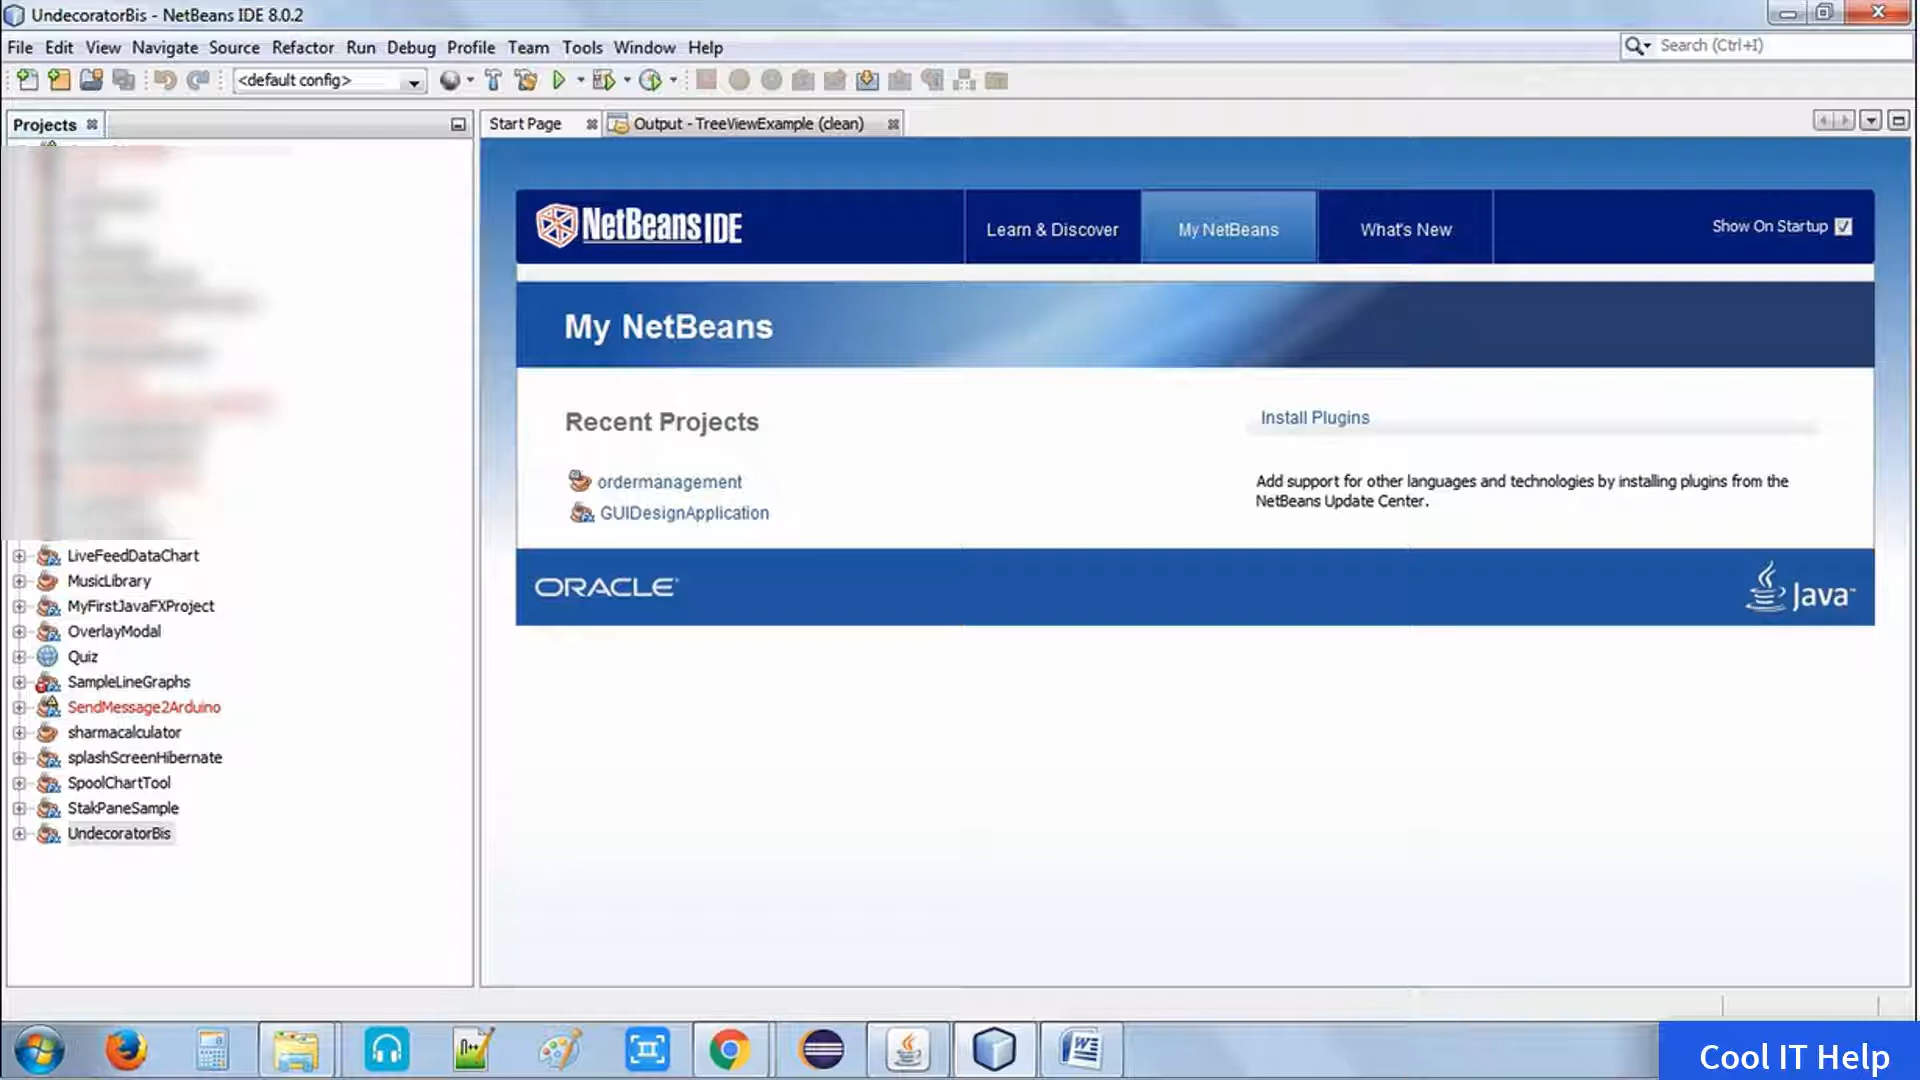 UndecoratorBis - NetBeans IDE 8.0.2
File Edit View Navigate Source Refactor Run Debug Profile Team Tools Window Help
Search (Ctrl+I)
<default config>
Projects
Start Page
Output - TreeViewExample (clean)
NetBeans IDE
Learn & Discover
My NetBeans
What's New
Show On Startup
My NetBeans
Recent Projects
ordermanagement
GUIDesignApplication
Install Plugins
Add support for other languages and technologies by installing plugins from the
NetBeans Update Center.
ORACLE
Java
LiveFeedDataChart
MusicLibrary
MyFirstJavaFXProject
OverlayModal
Quiz
SampleLineGraphs
SendMessage2Arduino
sharmacalculator
splashScreenHibernate
SpoolChartTool
StakPaneSample
UndecoratorBis
Cool IT Help